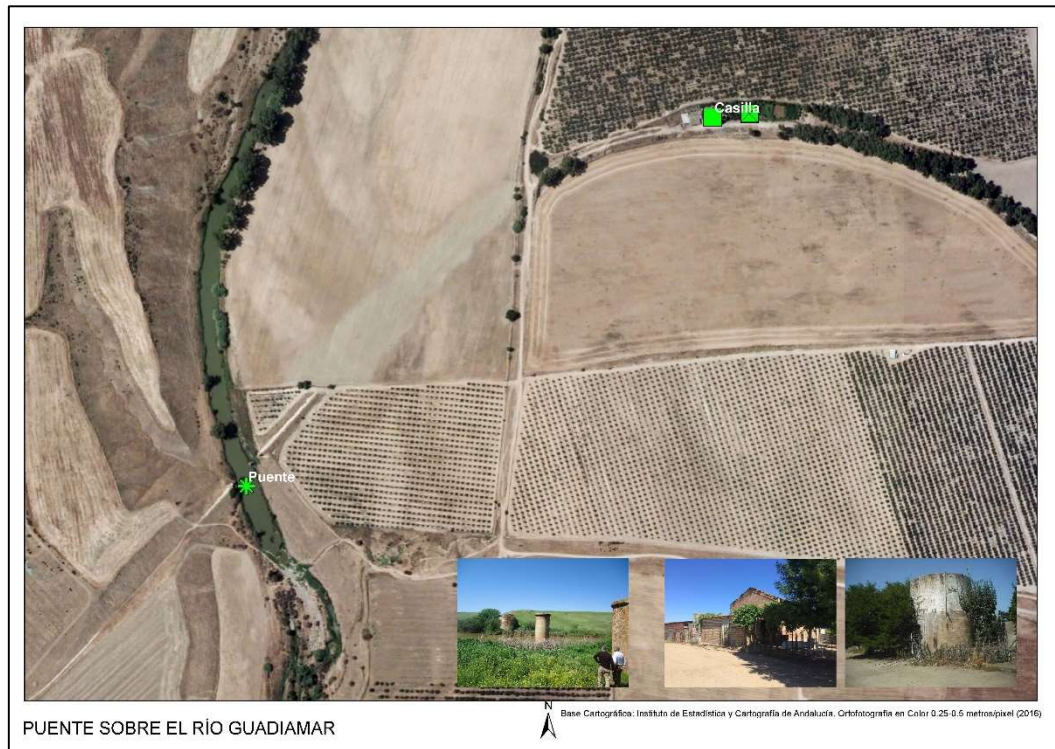 Casilla
Puente
PUENTE SOBRE EL RÍO GUADIAMAR
N
Base Cartográfica: Instituto de Estadística y Cartografía de Andalucía. Ortofotografía en Color 0.25-0.5 metros/pixel (2016)